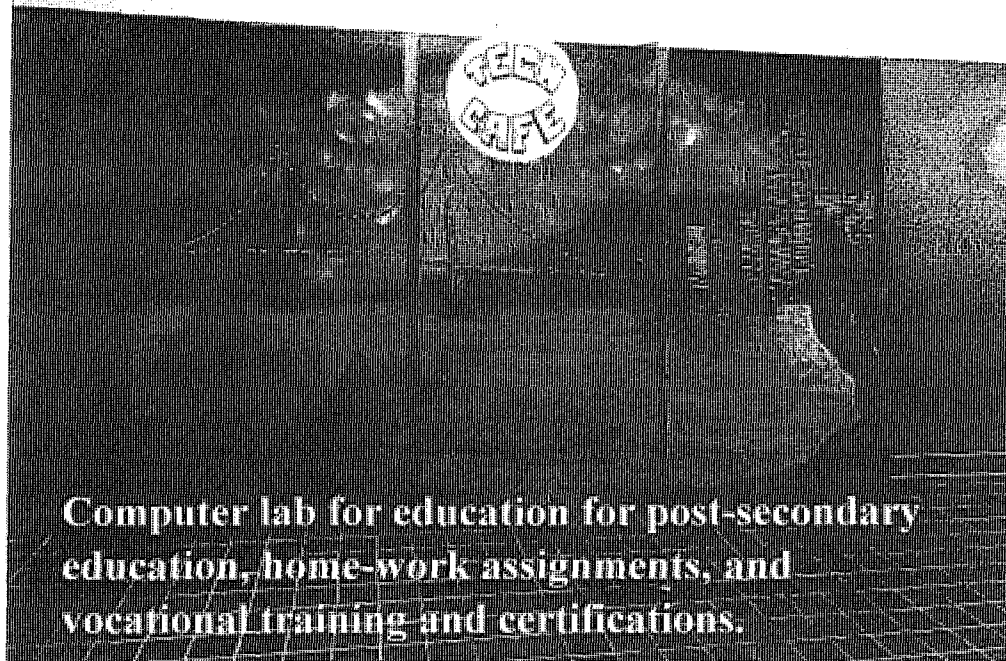 TECH
CAFE
Computer lab for education for post-secondary
education, home-work assignments, and
vocational training and certifications.